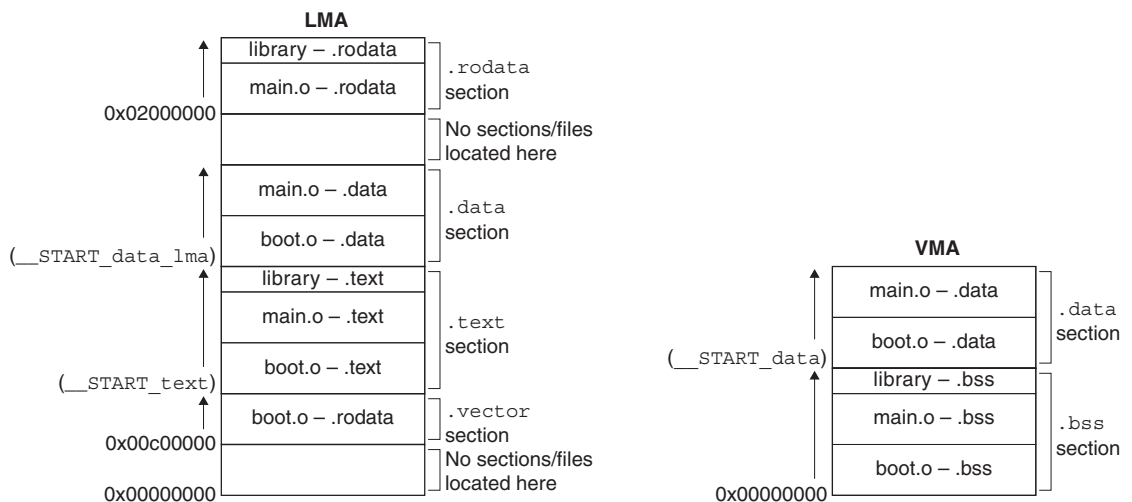 LMA
library – .rodata
main.o – .rodata
.rodata
section
0x02000000
No sections/files
located here
main.o – .data
boot.o – .data
.data
section
(__START_data_lma)
library – .text
main.o – .text
boot.o – .text
.text
section
(__START_text)
boot.o – .rodata
.vector
section
0x00c00000
No sections/files
located here
0x00000000
VMA
main.o – .data
boot.o – .data
.data
section
(__START_data)
library – .bss
main.o – .bss
boot.o – .bss
.bss
section
0x00000000